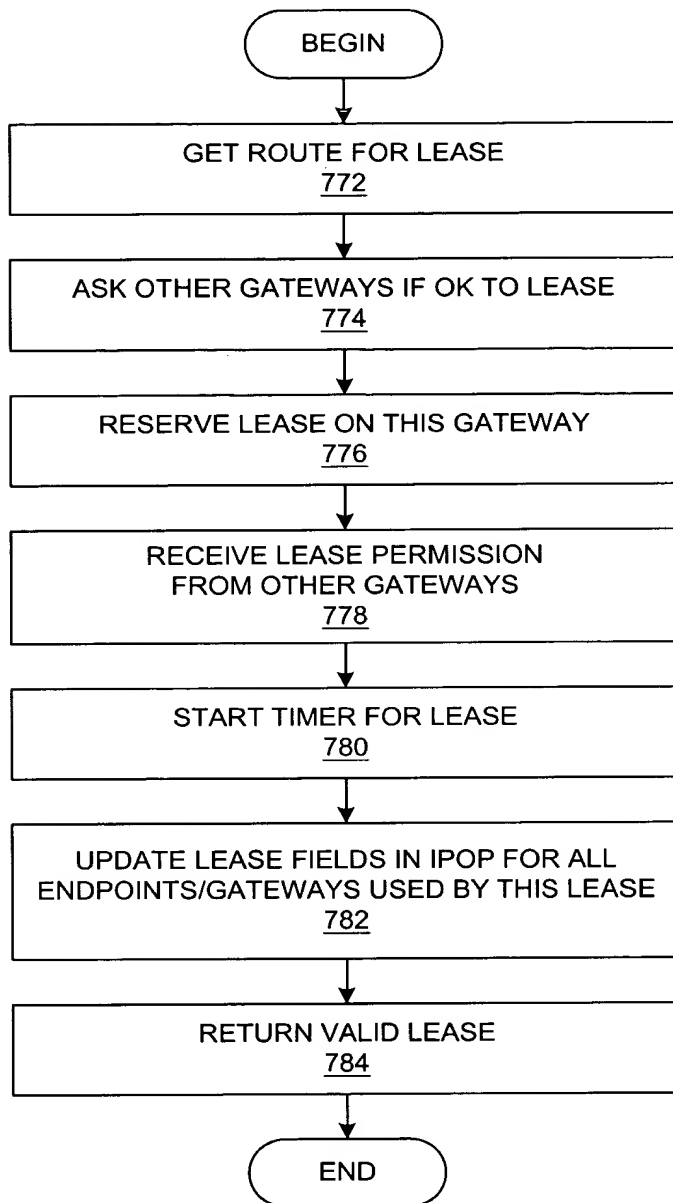 BEGIN
GET ROUTE FOR LEASE
772
ASK OTHER GATEWAYS IF OK TO LEASE
774
RESERVE LEASE ON THIS GATEWAY
776
RECEIVE LEASE PERMISSION
FROM OTHER GATEWAYS
778
START TIMER FOR LEASE
780
UPDATE LEASE FIELDS IN IPOP FOR ALL
ENDPOINTS/GATEWAYS USED BY THIS LEASE
782
RETURN VALID LEASE
784
END